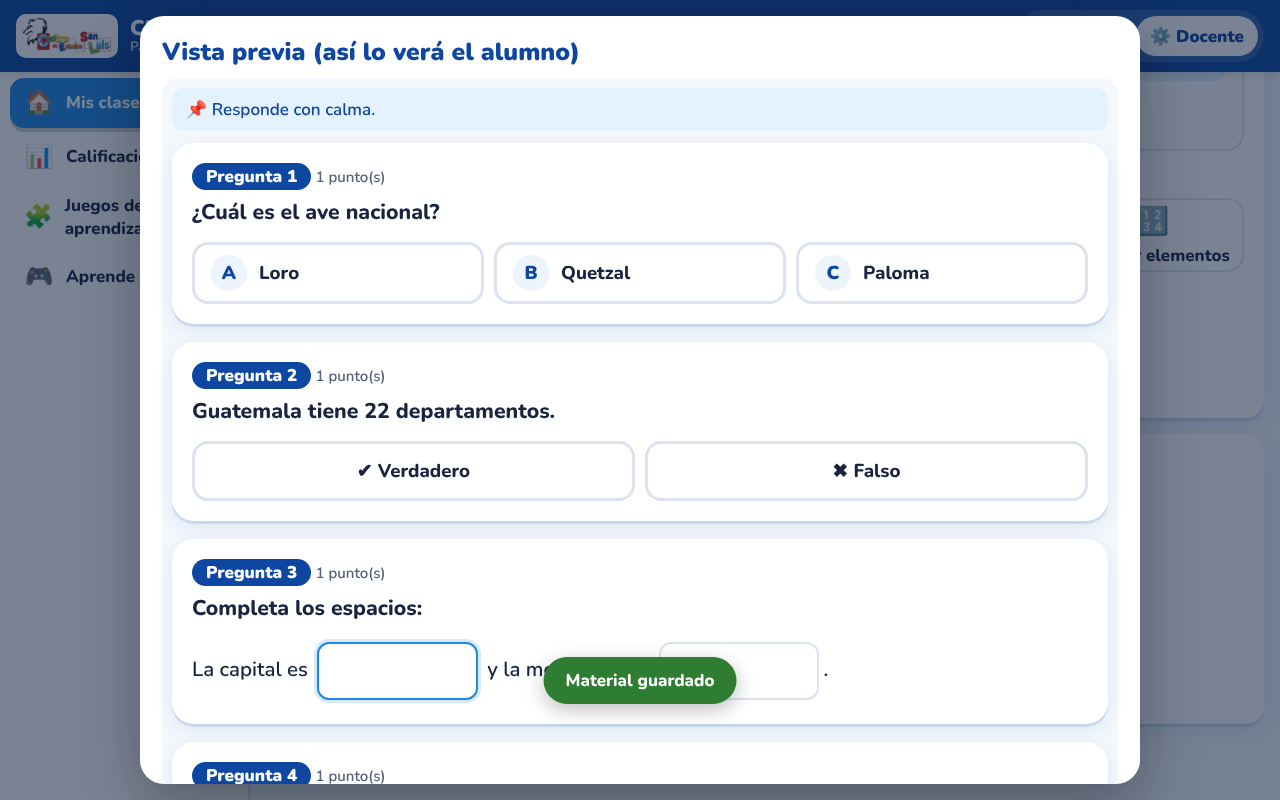 San Luis
Docente
Mis clase
Calificaci
Juegos de
aprendiza
Aprende
elementos
Vista previa (así lo verá el alumno)
📌 Responde con calma.
Pregunta 1 1 punto(s)
¿Cuál es el ave nacional?
A Loro
B Quetzal
C Paloma
Pregunta 2 1 punto(s)
Guatemala tiene 22 departamentos.
✔ Verdadero
✖ Falso
Pregunta 3 1 punto(s)
Completa los espacios:
La capital es
y la
.
Material guardado
Pregunta 4 1 punto(s)